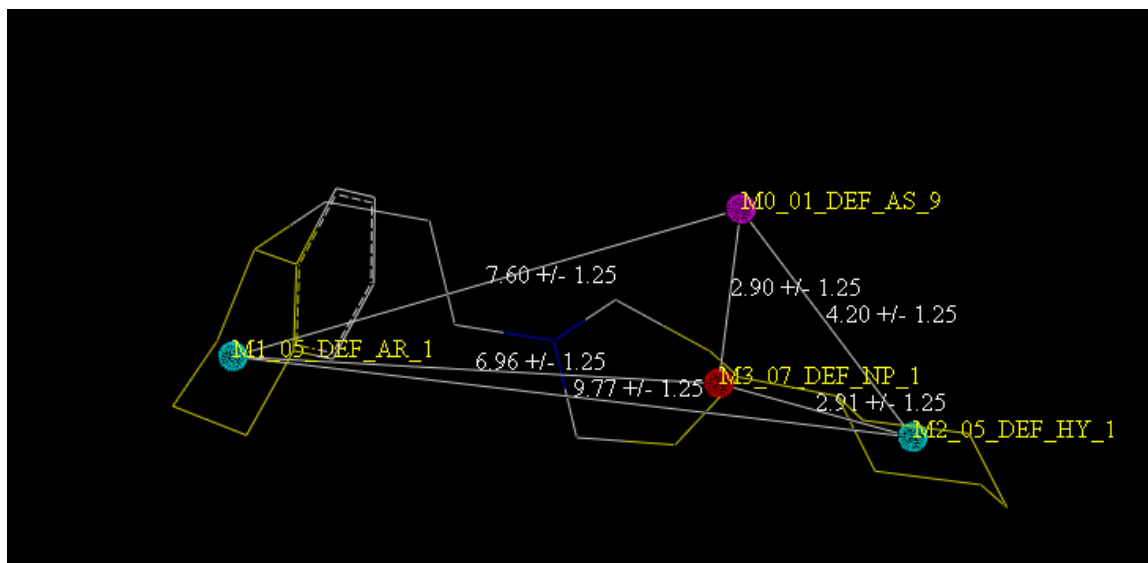 M0_01_DEF_AS_9
7.60 +/- 1.25
2.90 +/- 1.25
4.20 +/- 1.25
M1_05_DEF_AR_1
6.96 +/- 1.25
M3_07_DEF_NP_1
9.77 +/- 1.25
2.91 +/- 1.25
M2_05_DEF_HY_1